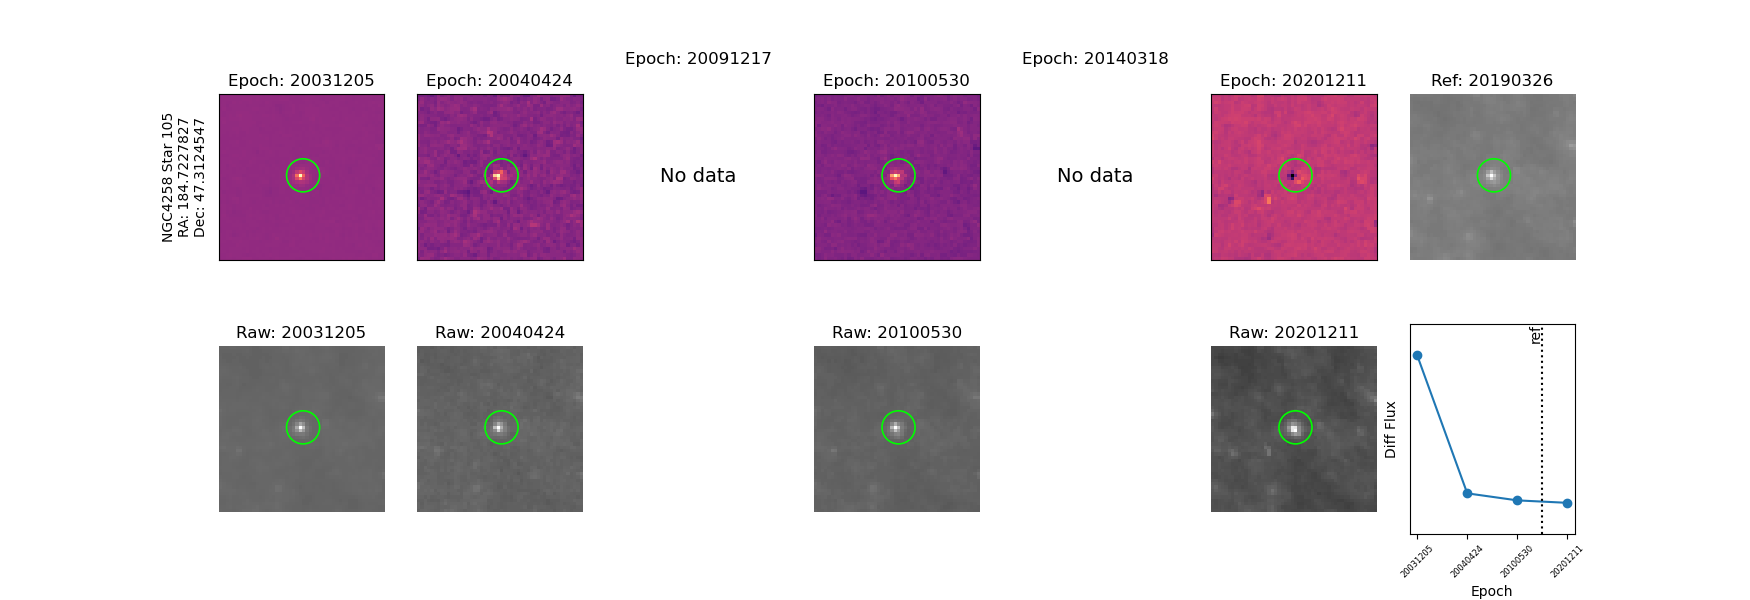 Epoch: 20091217
Epoch: 20140318
Epoch: 20031205
Epoch: 20040424
Epoch: 20100530
Epoch: 20201211
Ref: 20190326
NGC4258 Star 105
RA: 184.7227827
Dec: 47.3124547
No data
No data
Raw: 20031205
Raw: 20040424
Raw: 20100530
Raw: 20201211
ref
Diff Flux
20031205
20040424
20100530
20201211
Epoch